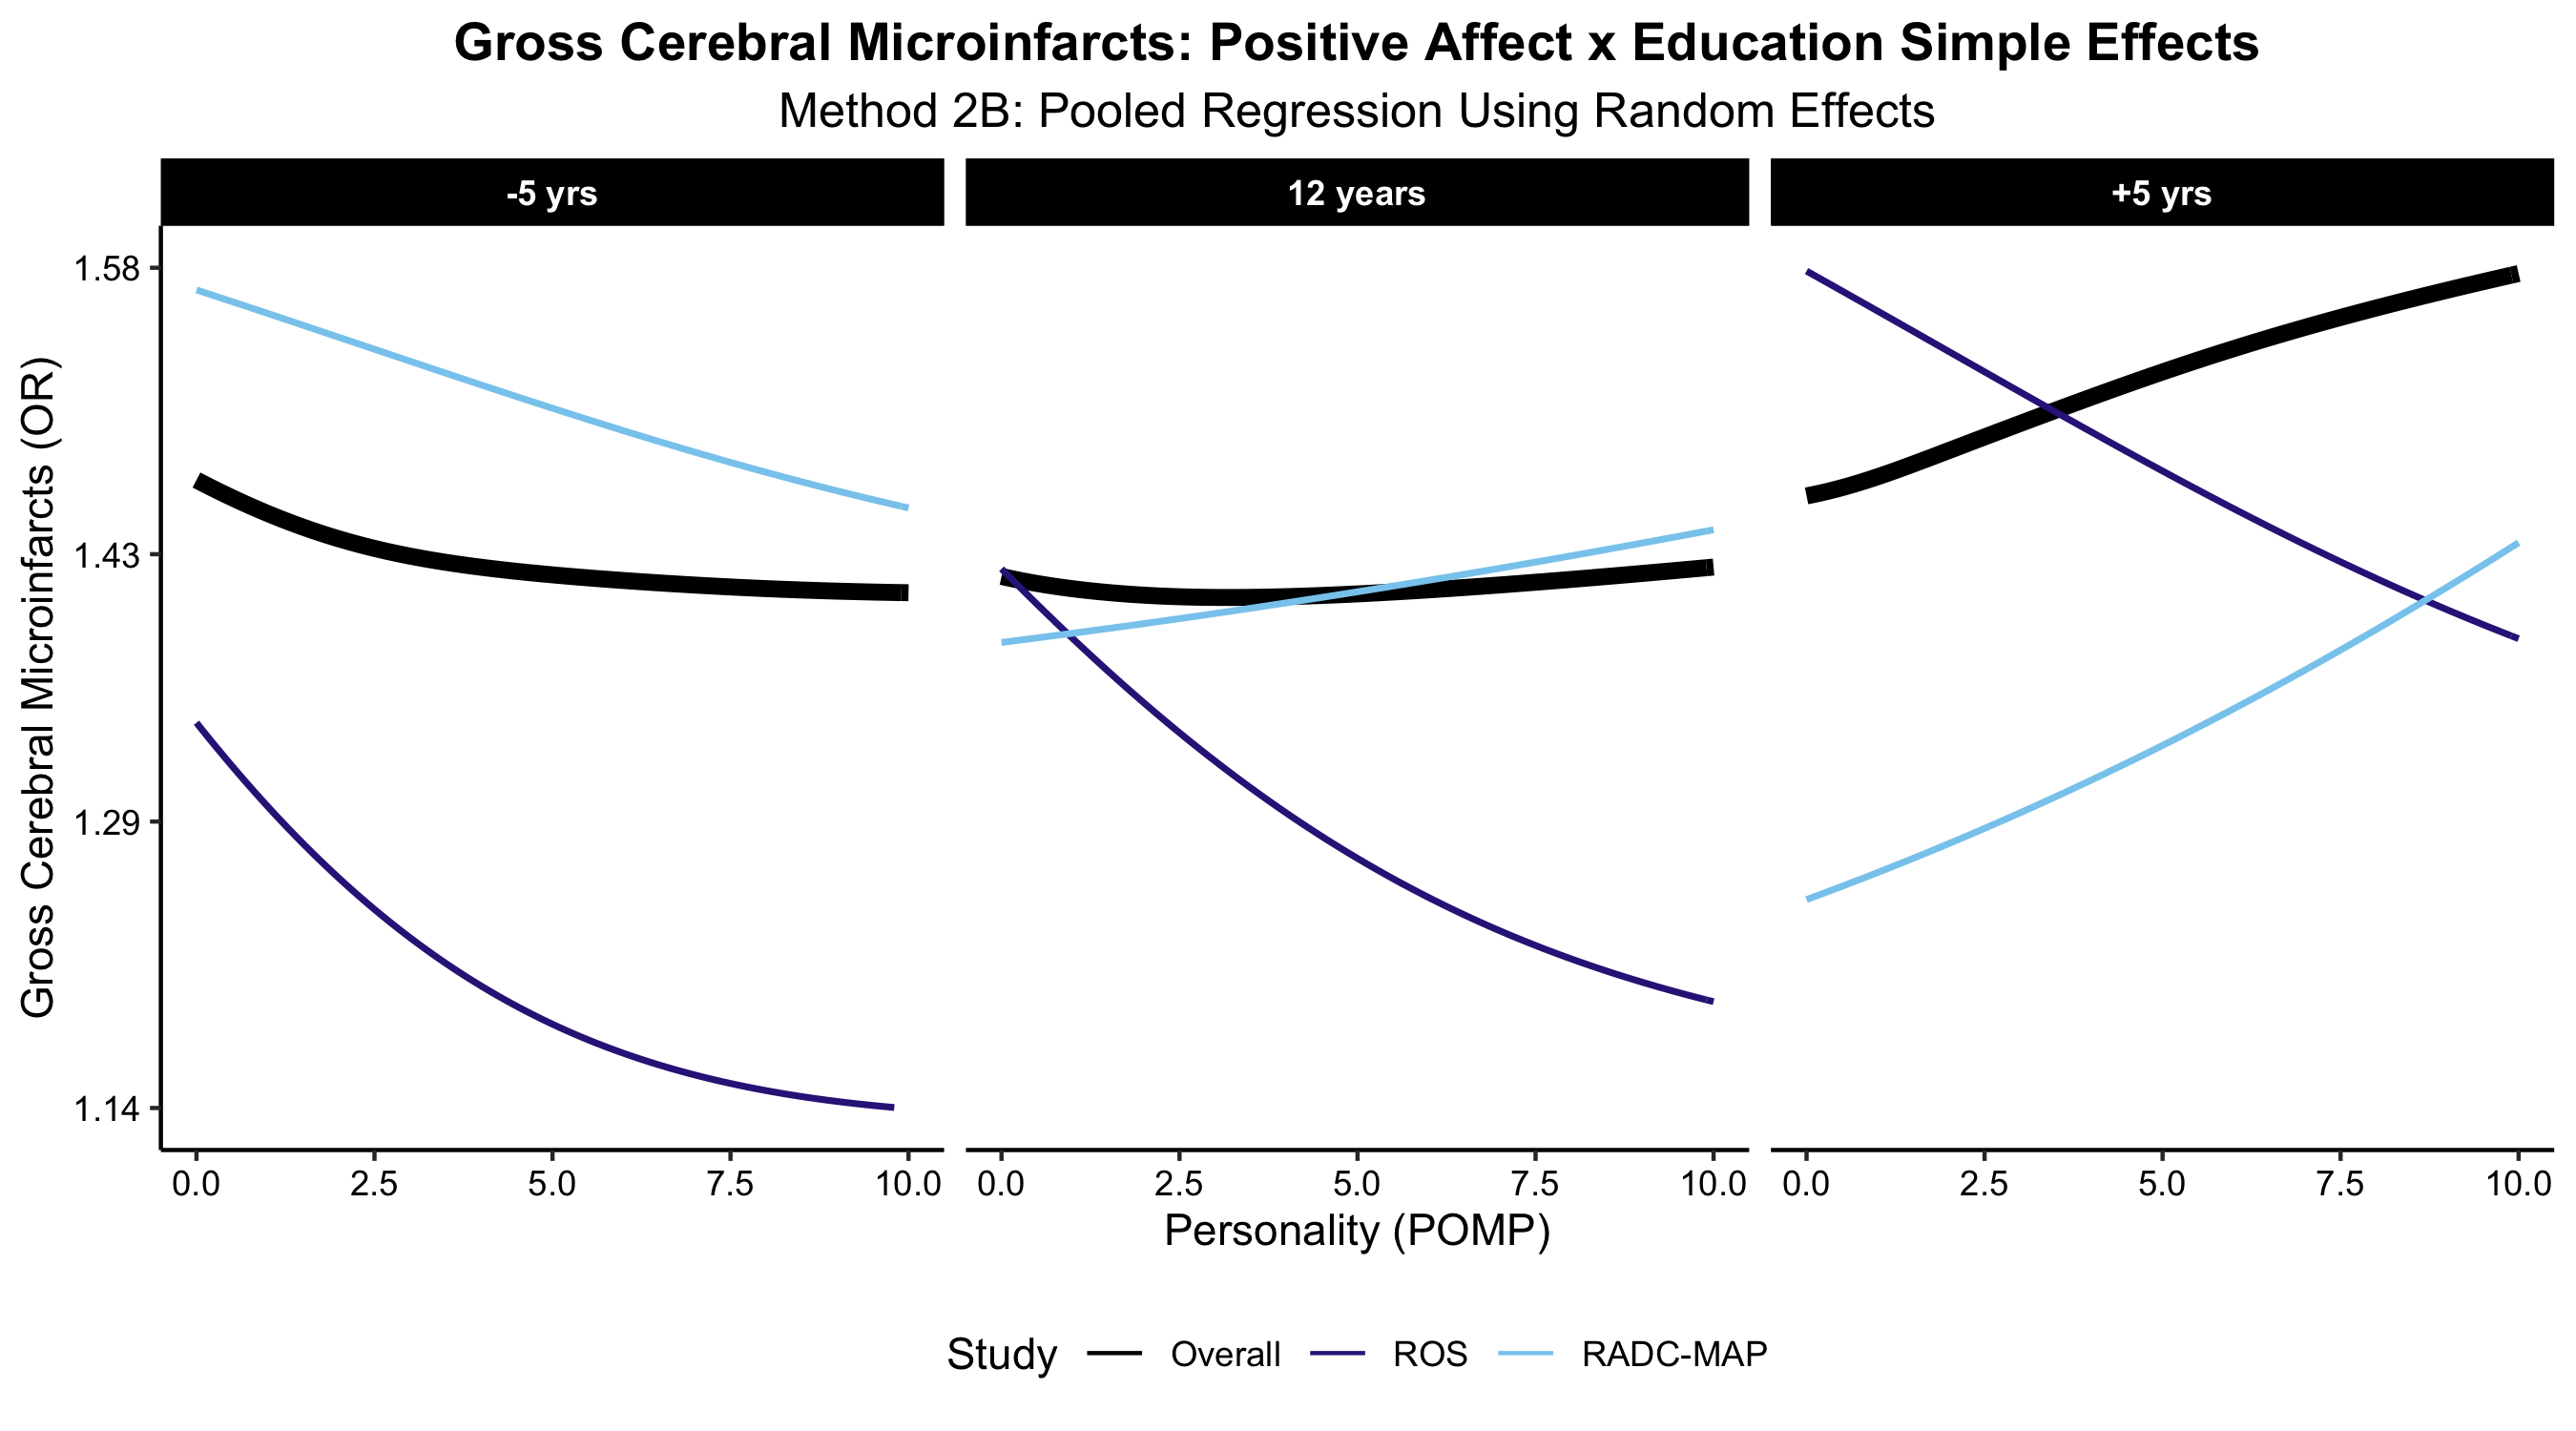 Gross Cerebral Microinfarcts: Positive Affect x Education Simple Effects
Method 2B: Pooled Regression Using Random Effects
-5 yrs
12 years
+5 yrs
Gross Cerebral Microinfarcts (OR)
1.58
1.43
1.29
1.14
0.0 2.5 5.0 7.5 10.0
0.0 2.5 5.0 7.5 10.0
0.0 2.5 5.0 7.5 10.0
Personality (POMP)
Study Overall ROS RADC-MAP